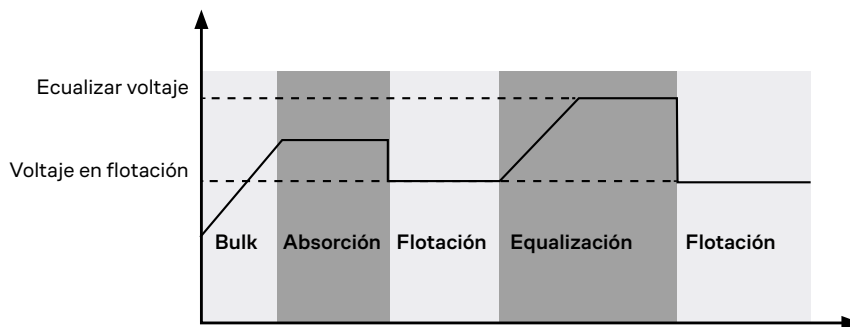 Ecualizar voltaje
Voltaje en flotación
Bulk
Absorción
Flotación
Equalización
Flotación